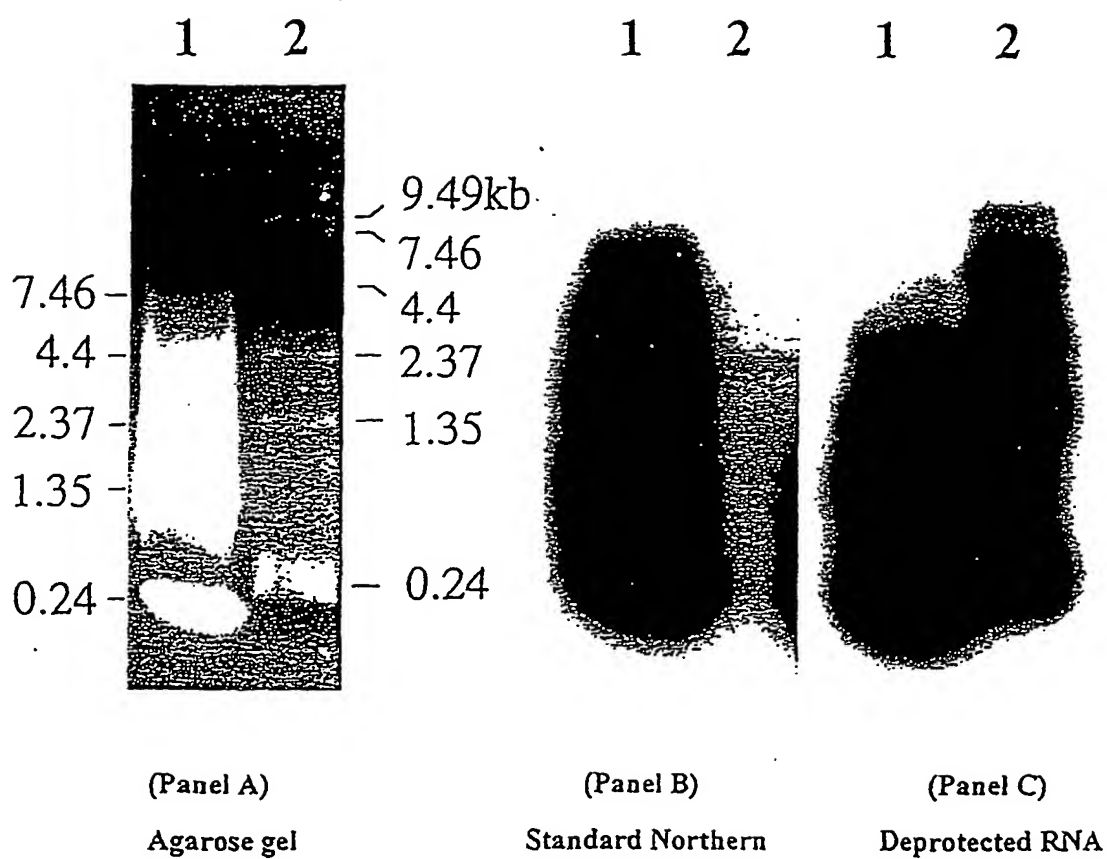 1 2
1 2
1 2
9.49kb
7.46
7.46
4.4
4.4
2.37
2.37
1.35
1.35
0.24
0.24
(Panel A)
(Panel B)
(Panel C)
Agarose gel
Standard Northern
Deprotected RNA